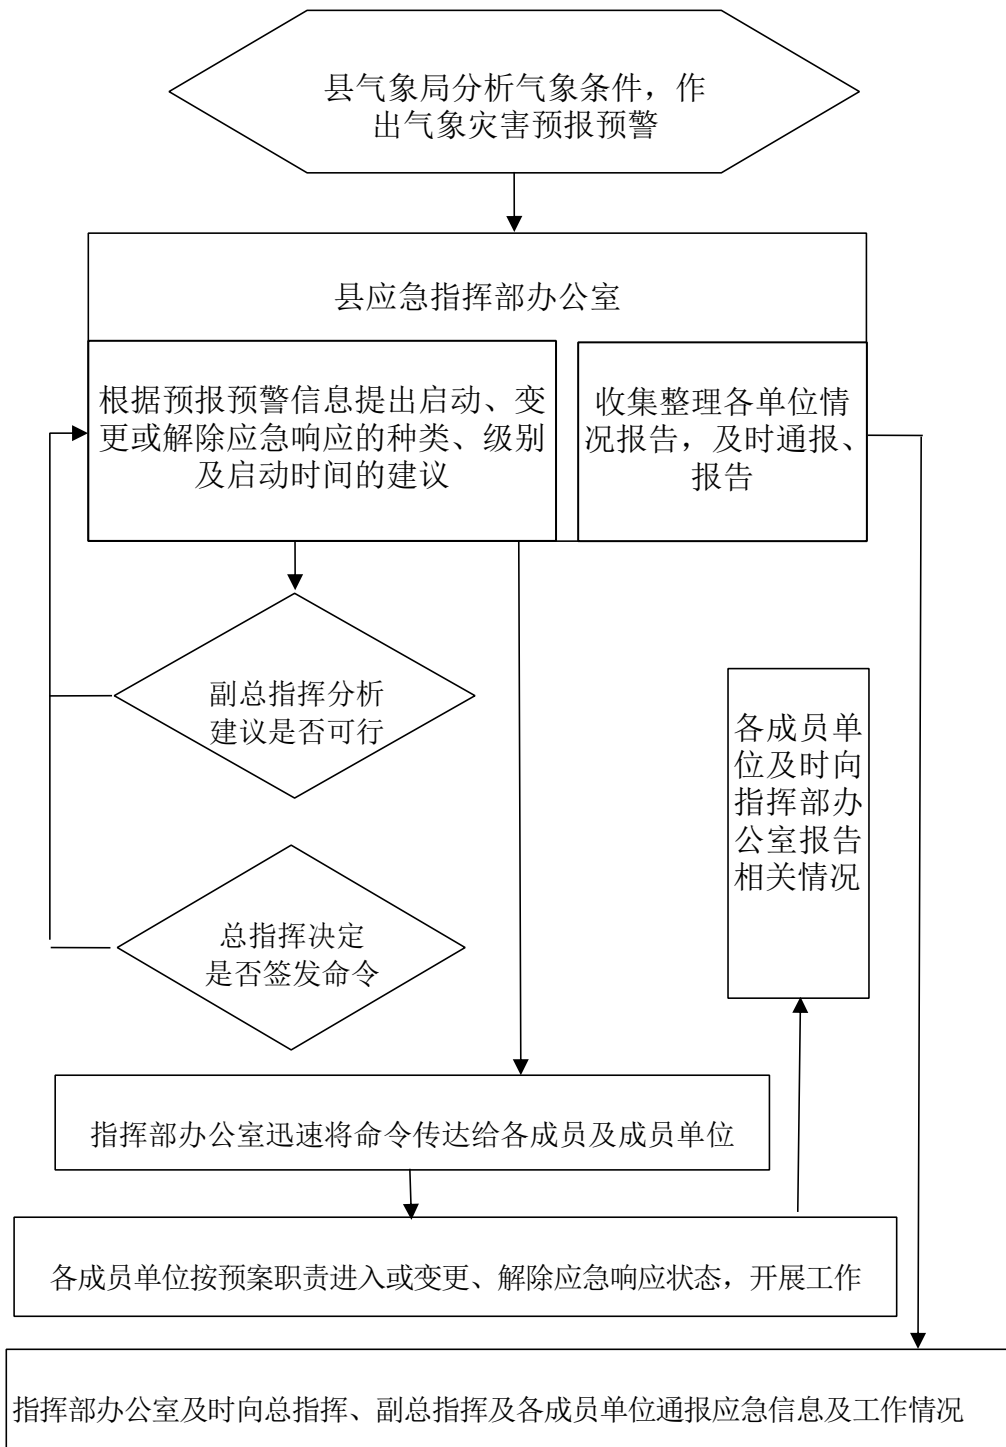 县气象局分析气象条件，作
出气象灾害预报预警
县应急指挥部办公室
根据预报预警信息提出启动、变
更或解除应急响应的种类、级别
及启动时间的建议
收集整理各单位情
况报告，及时通报、
报告
副总指挥分析
建议是否可行
各成员单
位及时向
指挥部办
公室报告
相关情况
总指挥决定
是否签发命令
指挥部办公室迅速将命令传达给各成员及成员单位
各成员单位按预案职责进入或变更、解除应急响应状态，开展工作
指挥部办公室及时向总指挥、副总指挥及各成员单位通报应急信息及工作情况